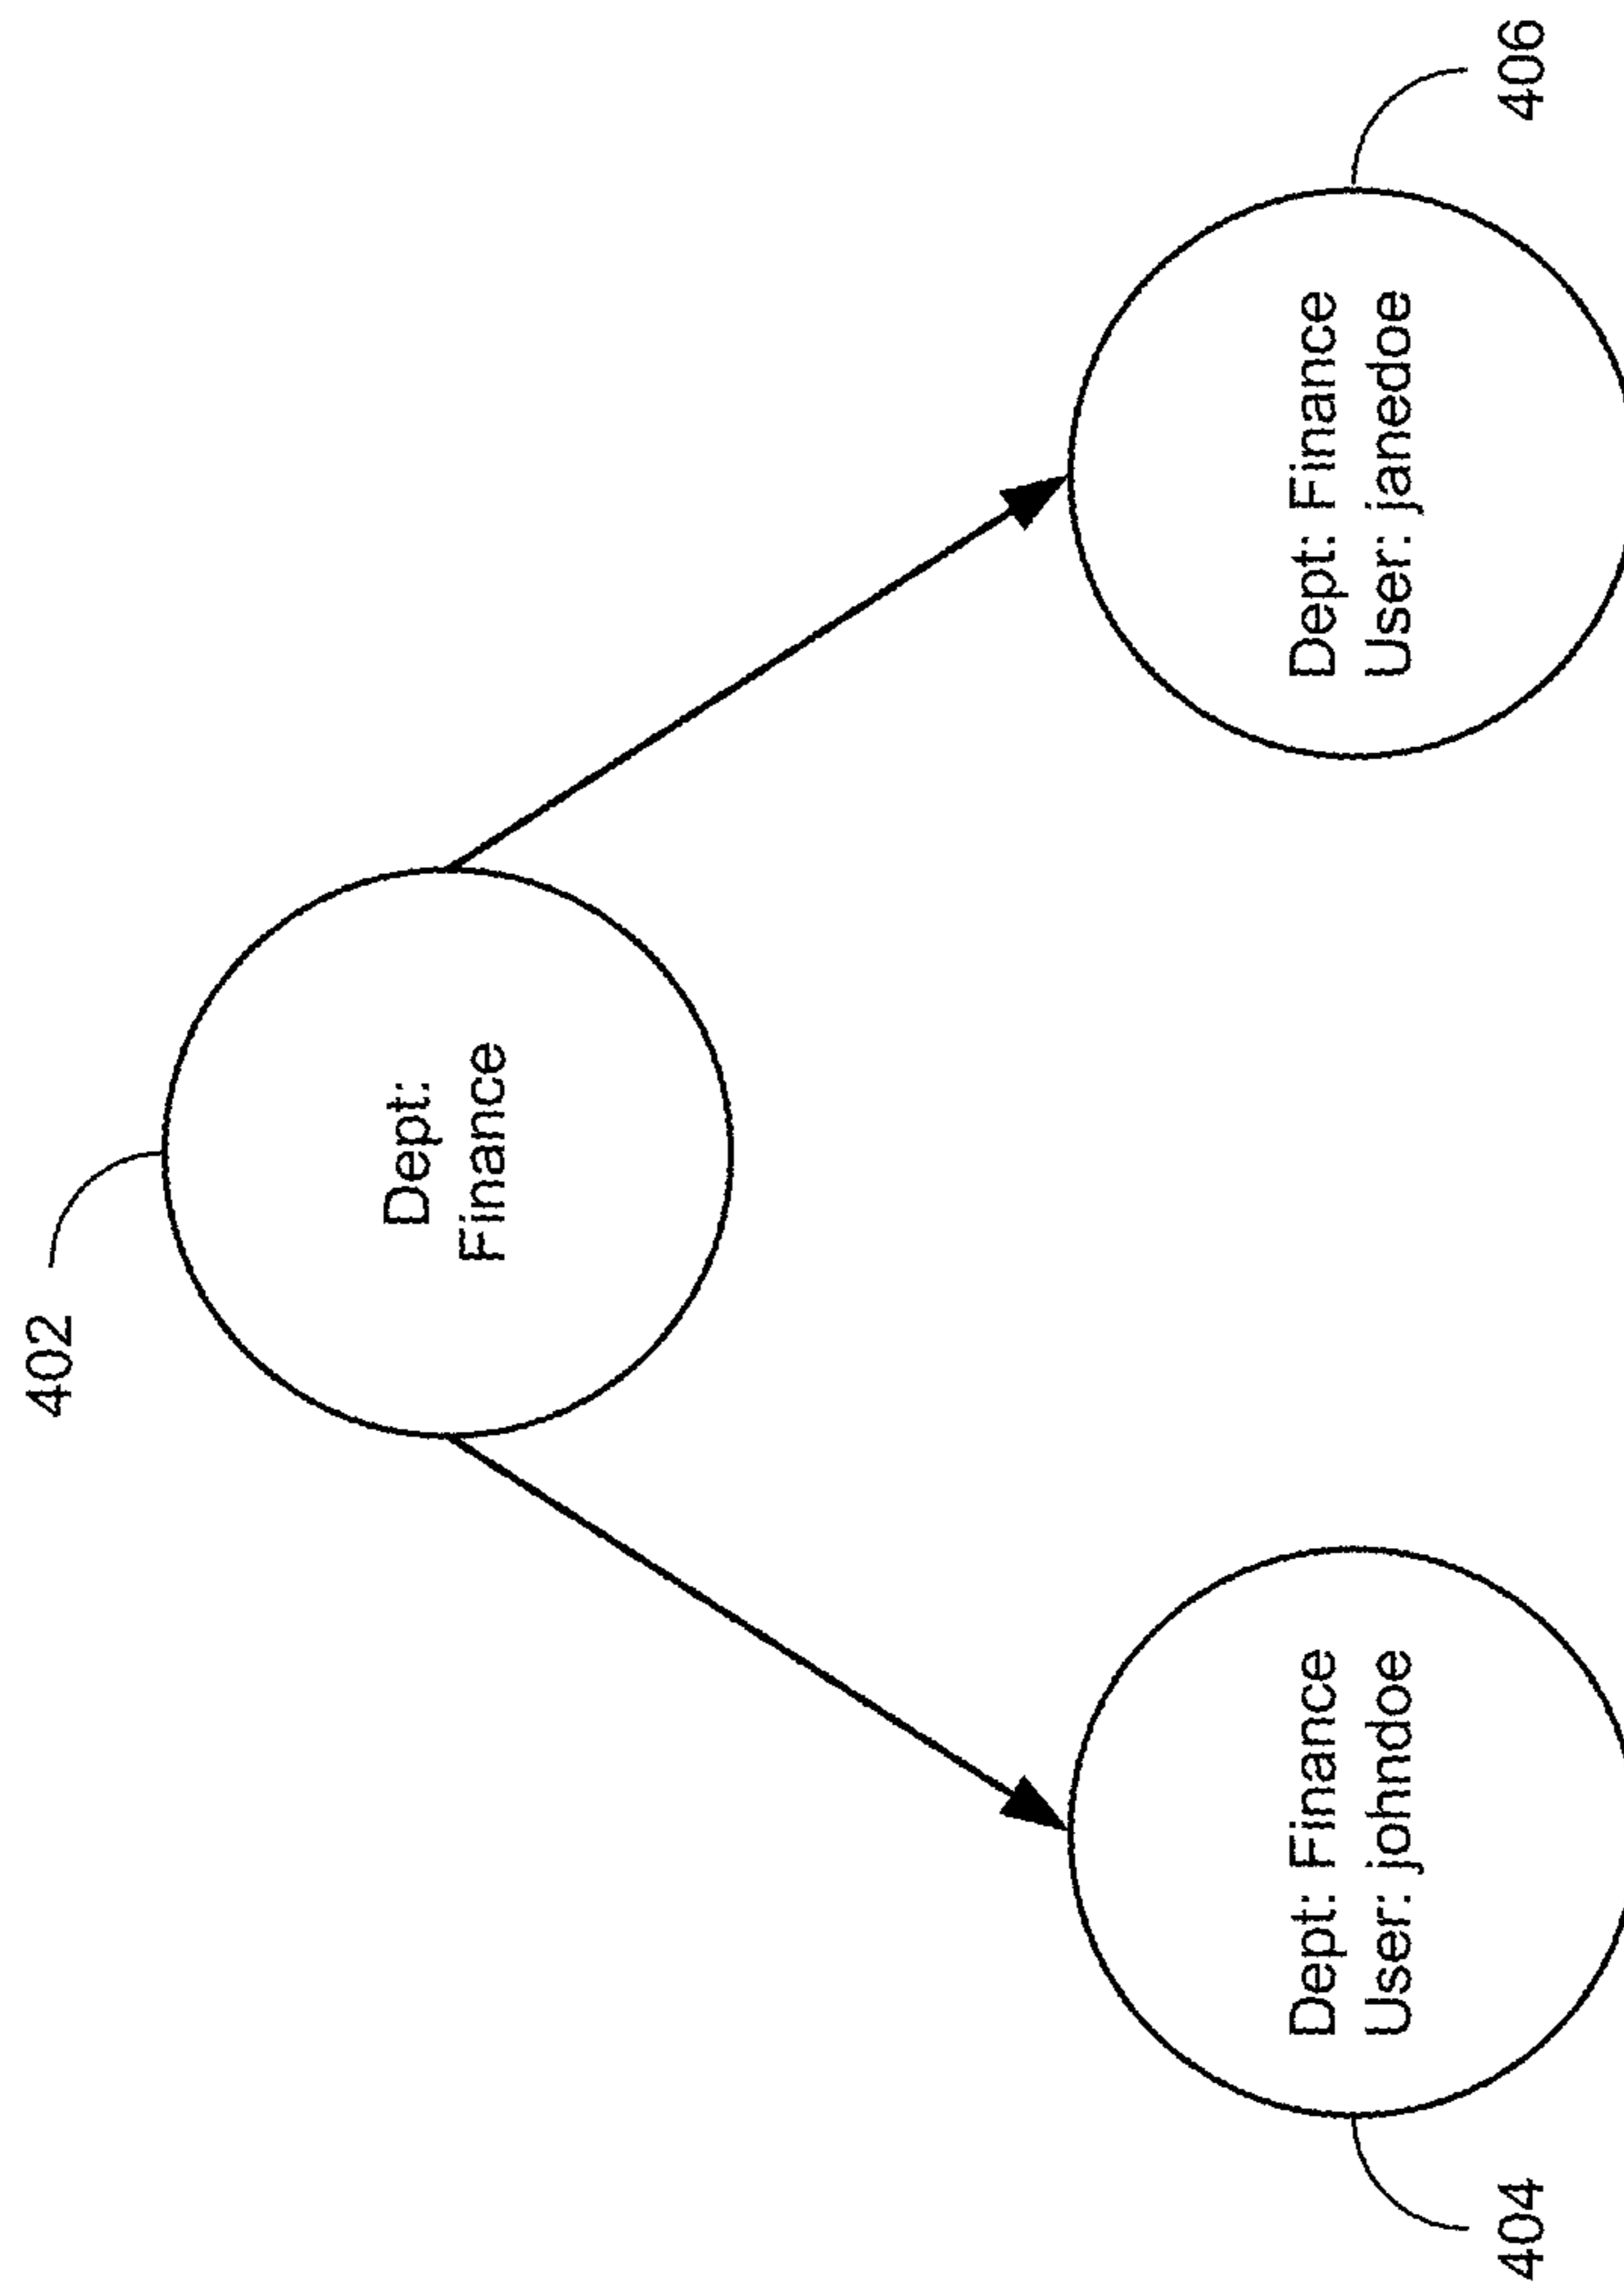 402
Dept:
Finance
Dept: Finance
User: johndoe
404
Dept: Finance
User: janedoe
406